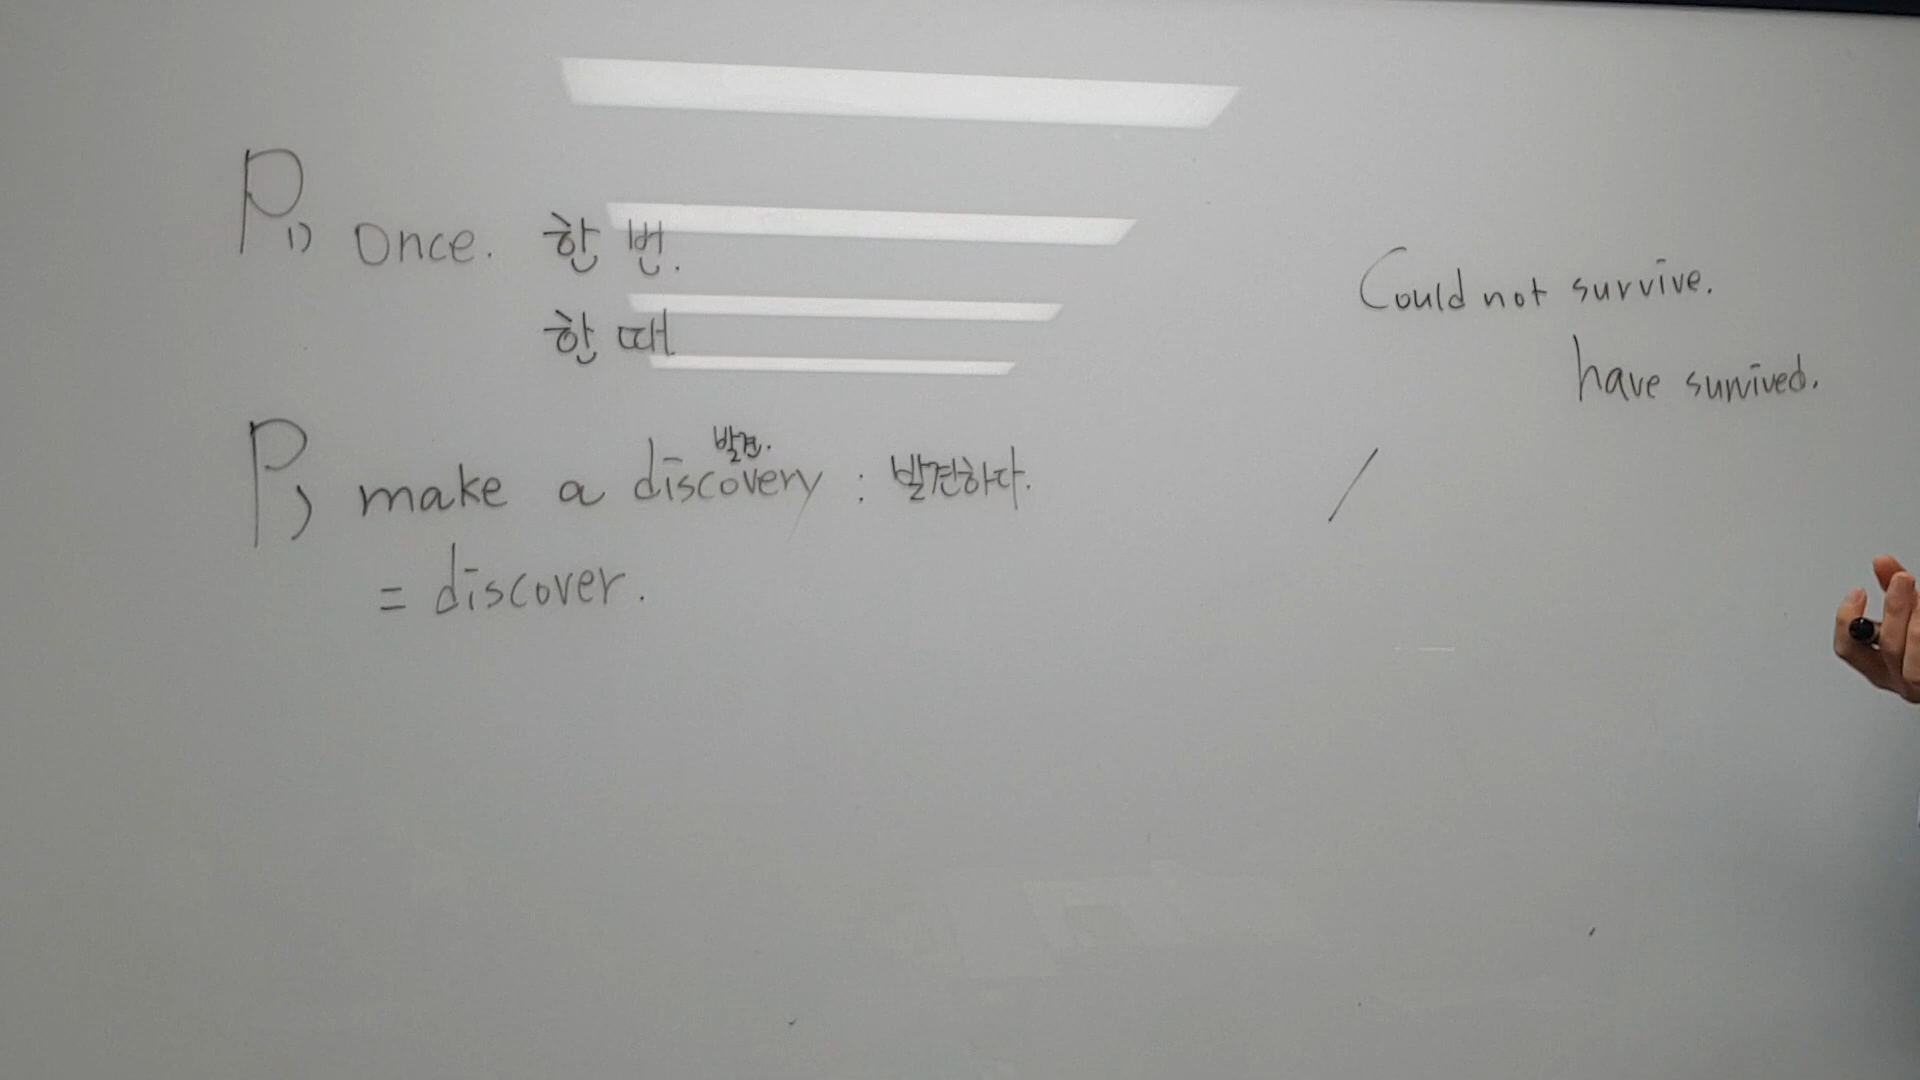 P 1) Once. 한 번.
한 때
P) make a discovery : 발견하다.
발견.
= discover.
Could not survive.
have survived.